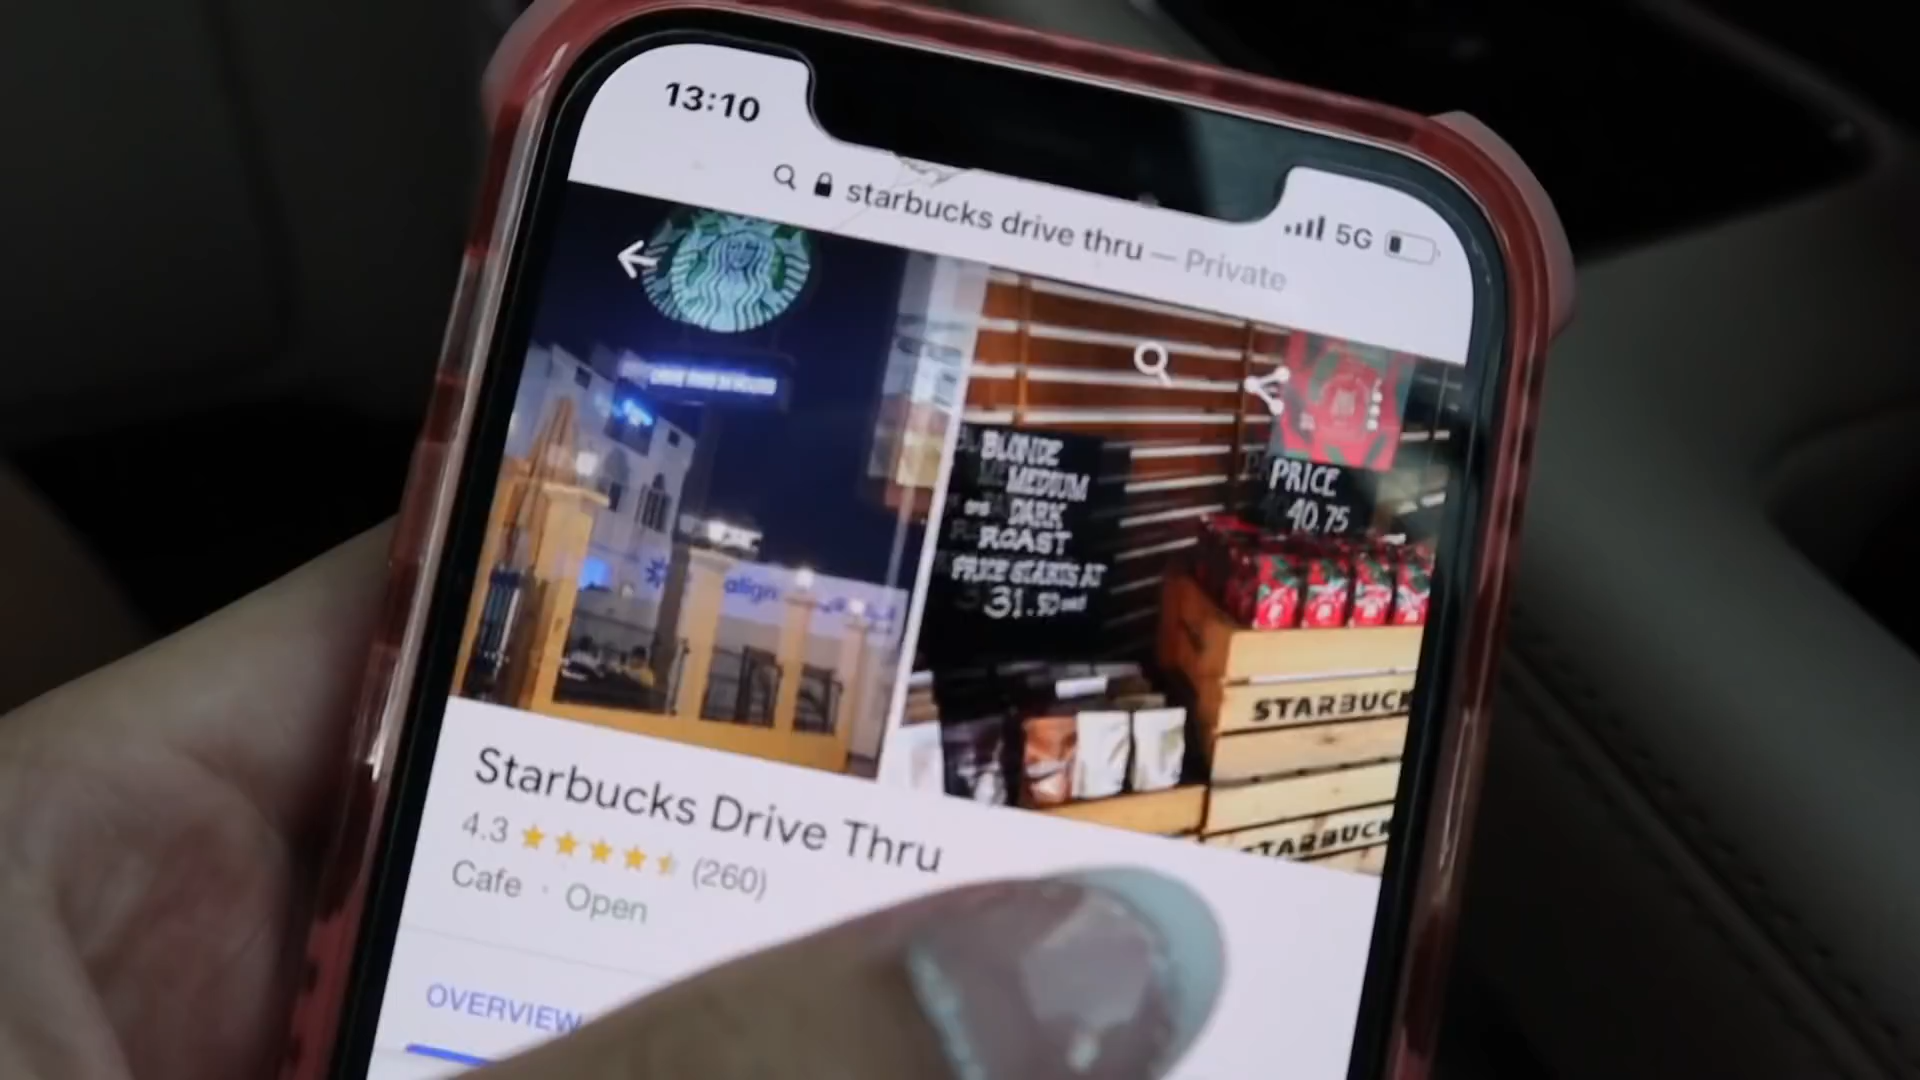 13:10
starbucks drive thru — Private
5G
BLONDE
MEDIUM
and DARK
ROAST
PRICE STARTS AT
31.50
PRICE
40.75
align
STARBUCK
STARBUCK
Starbucks Drive Thru
4.3 (260)
Cafe · Open
OVERVIEW